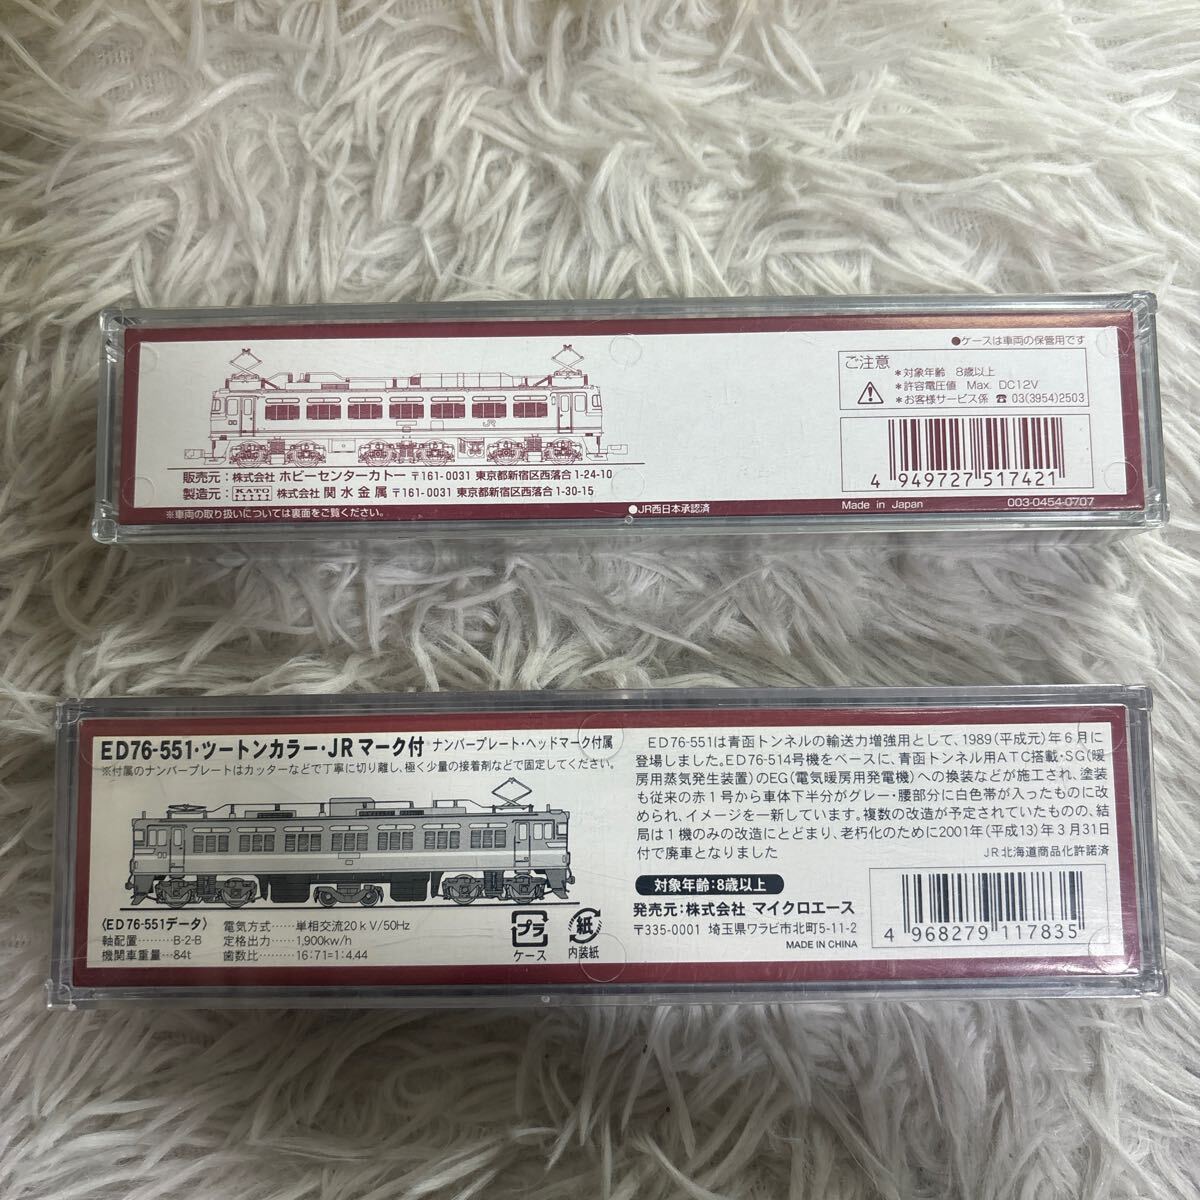 ●ケースは車両の保管用です
ご注意
*対象年齢 8歳以上
*許容電圧値 Max. DC12V
*お客様サービス係 ☎ 03(3954)2503
JR
販売元: 株式会社 ホビーセンターカトー 〒161-0031 東京都新宿区西落合1-24-10
製造元: KATO 株式会社 関水金属 〒161-0031 東京都新宿区西落合1-30-15
※車両の取り扱いについては裏面をご覧ください。
●JR西日本承認済
4 949727 517421
Made in Japan
003-0454-0707
ED76-551・ツートンカラー・JRマーク付 ナンバープレート・ヘッドマーク付属
※付属のナンバープレートはカッターなどで丁寧に切り離し、極く少量の接着剤などで固定してください。
〈ED76-551データ〉
軸配置………B-2-B
機関車重量…84t
電気方式……単相交流20kV/50Hz
定格出力……1,900kw/h
歯数比………16:71=1:4.44
プラ
ケース
紙
内装紙
ED76-551は青函トンネルの輸送力増強用として、1989(平成元)年6月に
登場しました。ED76-514号機をベースに、青函トンネル用ATC搭載・SG(暖
房用蒸気発生装置)のEG(電気暖房用発電機)への換装などが施工され、塗装
も従来の赤1号から車体下半分がグレー・腰部分に白色帯が入ったものに改
められ、イメージを一新しています。複数の改造が予定されていたものの、結
局は1機のみの改造にとどまり、老朽化のために2001年(平成13)年3月31日
付で廃車となりました
JR北海道商品化許諾済
対象年齢:8歳以上
発売元:株式会社 マイクロエース
〒335-0001 埼玉県ワラビ市北町5-11-2
MADE IN CHINA
4 968279 117835